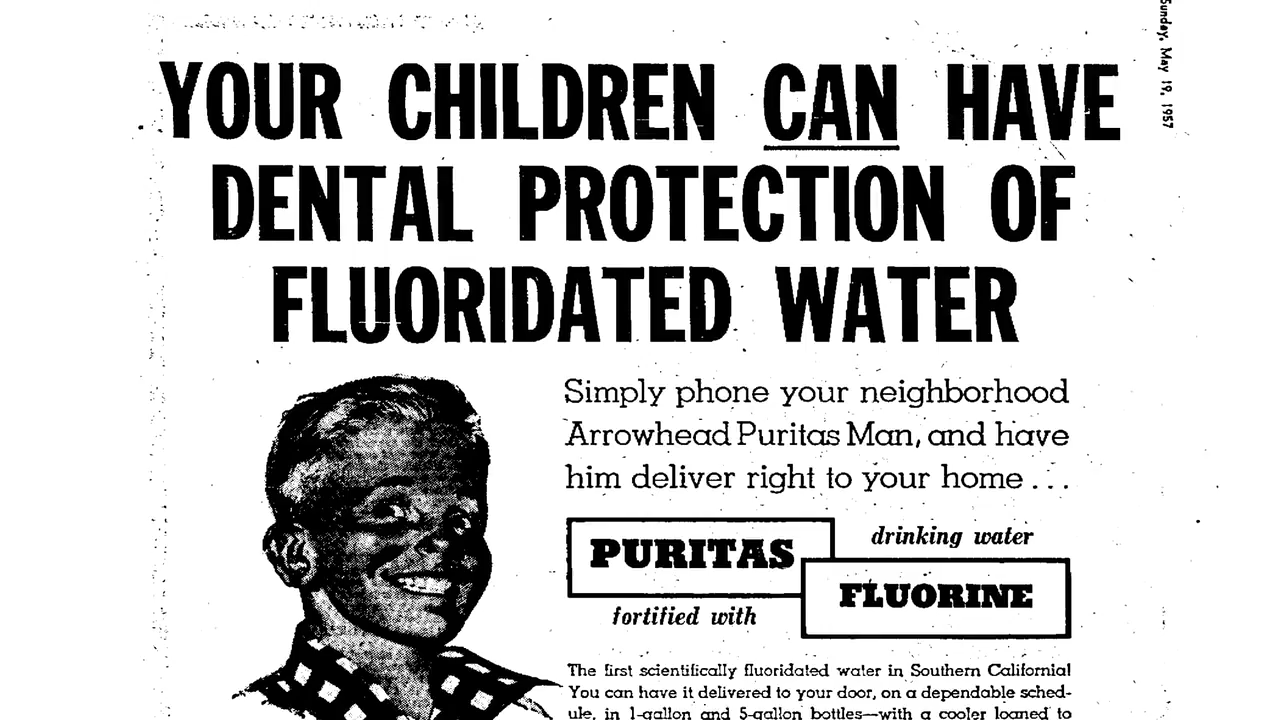 Sunday, May 19, 1957
YOUR CHILDREN CAN HAVE
DENTAL PROTECTION OF
FLUORIDATED WATER
Simply phone your neighborhood
Arrowhead Puritas Man, and have
him deliver right to your home . . .
PURITAS
drinking water
fortified with
FLUORINE
The first scientifically fluoridated water in Southern California!
You can have it delivered to your door, on a dependable sched-
ule, in 1-gallon and 5-gallon bottles—with a cooler loaned to